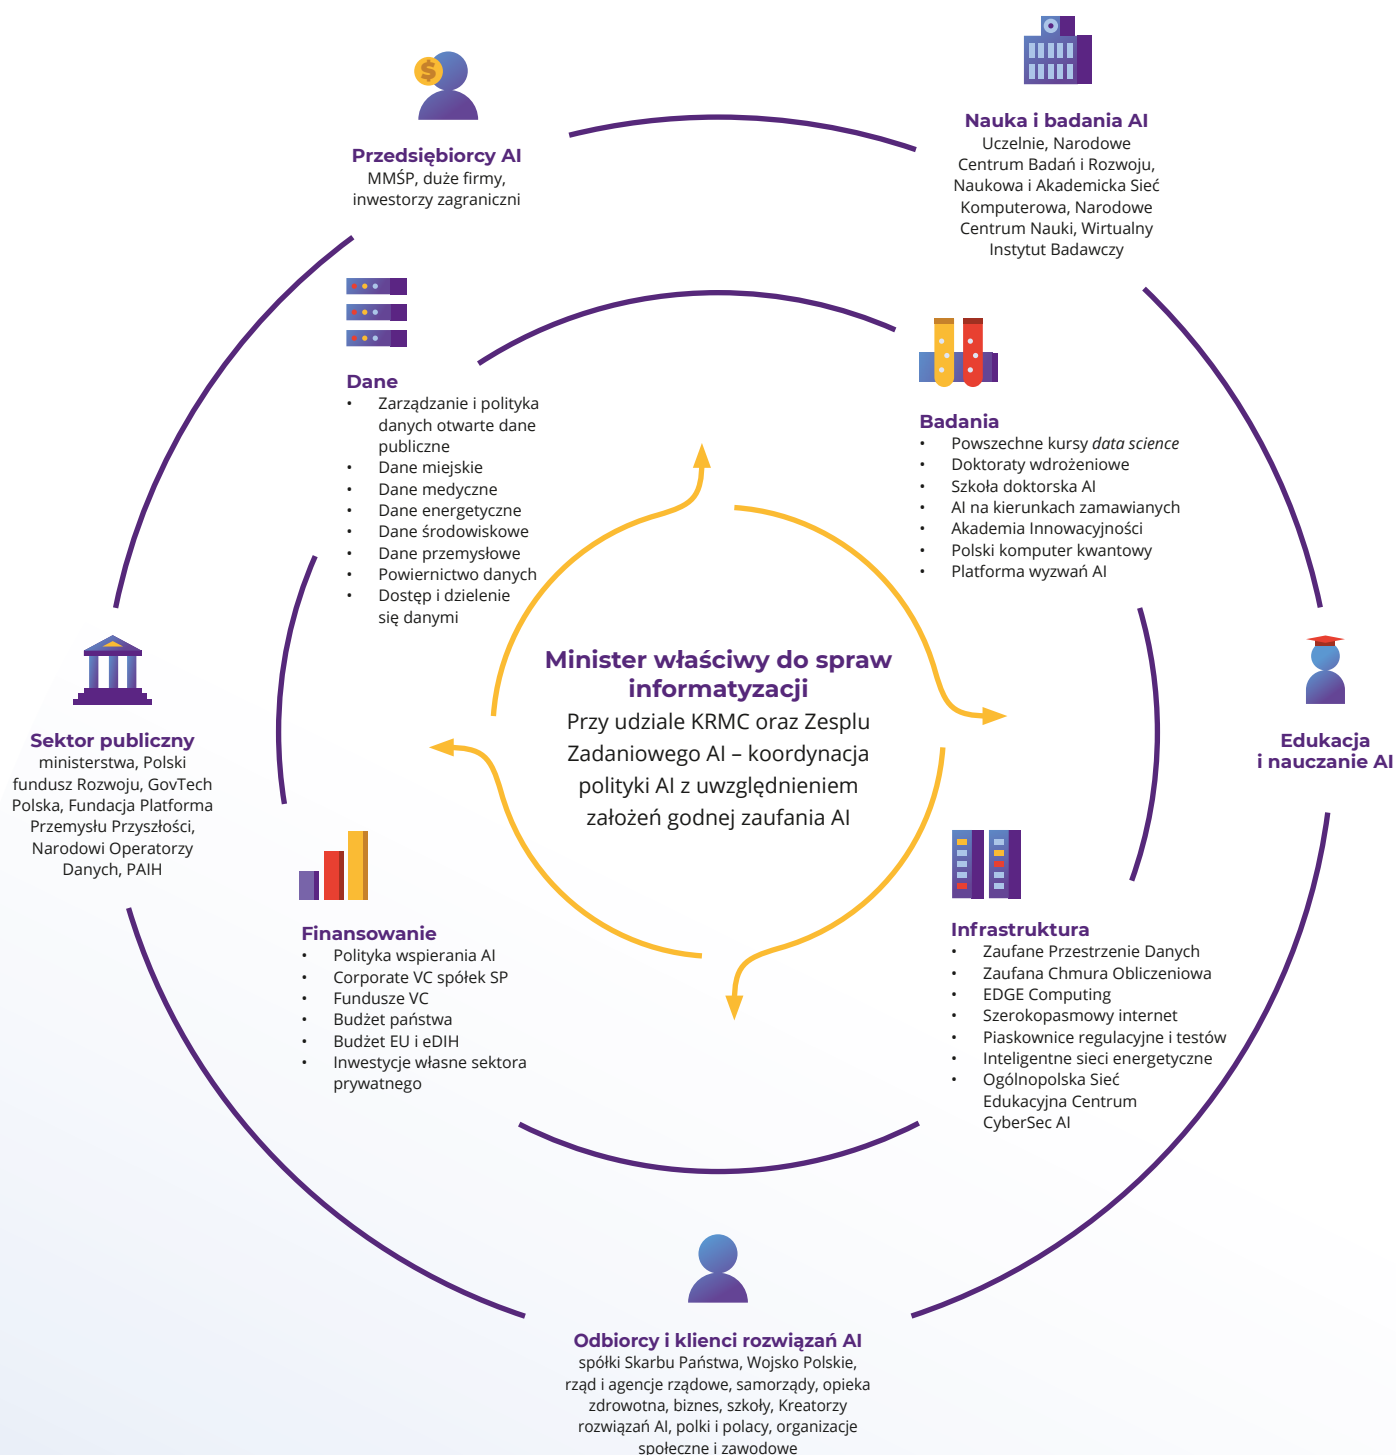 Przedsiębiorcy AI
MMŚP, duże firmy,
inwestorzy zagraniczni
Nauka i badania AI
Uczelnie, Narodowe
Centrum Badań i Rozwoju,
Naukowa i Akademicka Sieć
Komputerowa, Narodowe
Centrum Nauki, Wirtualny
Instytut Badawczy
Dane
• Zarządzanie i polityka
danych otwarte dane
publiczne
• Dane miejskie
• Dane medyczne
• Dane energetyczne
• Dane środowiskowe
• Dane przemysłowe
• Powiernictwo danych
• Dostęp i dzielenie
się danymi
Badania
• Powszechne kursy data science
• Doktoraty wdrożeniowe
• Szkoła doktorska AI
• AI na kierunkach zamawianych
• Akademia Innowacyjności
• Polski komputer kwantowy
• Platforma wyzwań AI
Minister właściwy do spraw
informatyzacji
Przy udziale KRMC oraz Zesplu
Zadaniowego AI – koordynacja
polityki AI z uwzględnieniem
założeń godnej zaufania AI
Sektor publiczny
ministerstwa, Polski
fundusz Rozwoju, GovTech
Polska, Fundacja Platforma
Przemysłu Przyszłości,
Narodowi Operatorzy
Danych, PAIH
Edukacja
i nauczanie AI
Finansowanie
• Polityka wspierania AI
• Corporate VC spółek SP
• Fundusze VC
• Budżet państwa
• Budżet EU i eDIH
• Inwestycje własne sektora
prywatnego
Infrastruktura
• Zaufane Przestrzenie Danych
• Zaufana Chmura Obliczeniowa
• EDGE Computing
• Szerokopasmowy internet
• Piaskownice regulacyjne i testów
• Inteligentne sieci energetyczne
• Ogólnopolska Sieć
Edukacyjna Centrum
CyberSec AI
Odbiorcy i klienci rozwiązań AI
spółki Skarbu Państwa, Wojsko Polskie,
rząd i agencje rządowe, samorządy, opieka
zdrowotna, biznes, szkoły, Kreatorzy
rozwiązań AI, polki i polacy, organizacje
społeczne i zawodowe